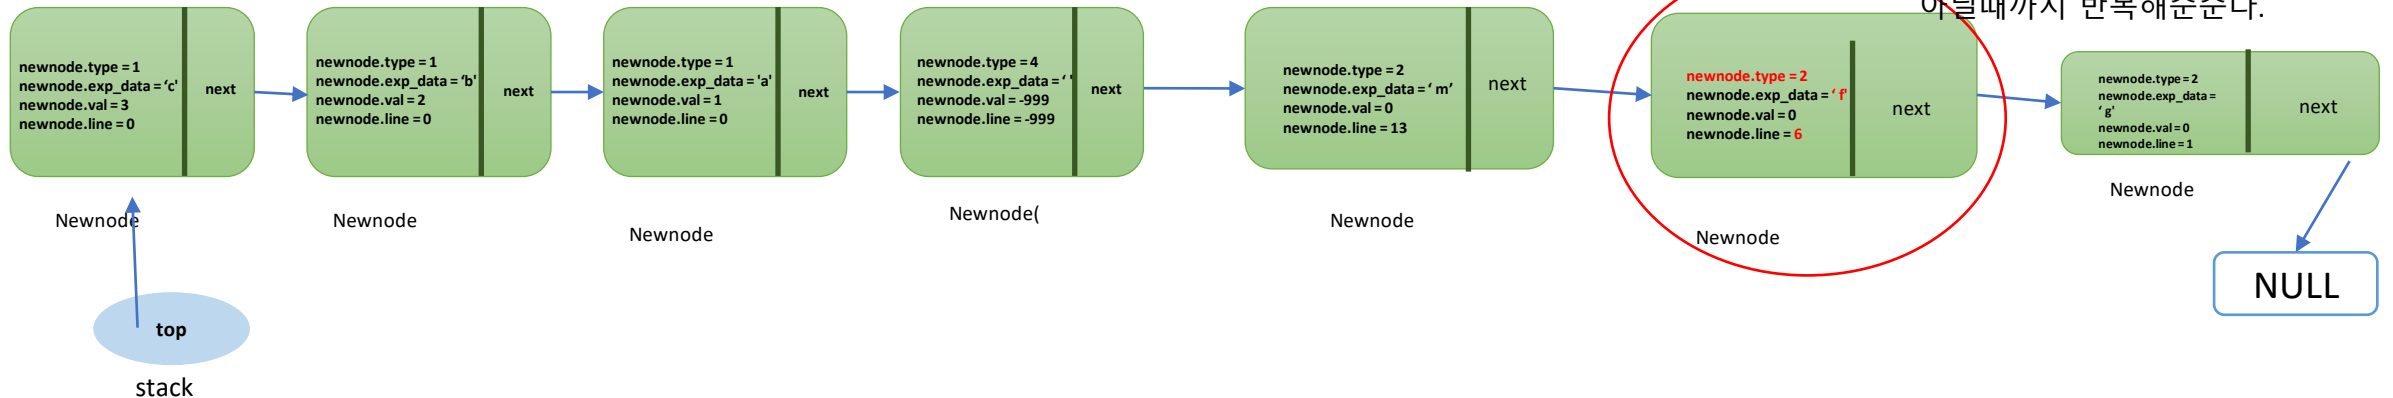 아닐때까지 반복해준준다.
newnode.type = 1
newnode.exp_data = ‘c'
newnode.val = 3
newnode.line = 0
next
newnode.type = 1
newnode.exp_data = ‘b'
newnode.val = 2
newnode.line = 0
next
newnode.type = 1
newnode.exp_data = 'a'
newnode.val = 1
newnode.line = 0
next
newnode.type = 4
newnode.exp_data = ‘ '
newnode.val = -999
newnode.line = -999
next
newnode.type = 2
newnode.exp_data = ‘ m’
newnode.val = 0
newnode.line = 13
next
newnode.type = 2
newnode.exp_data = ‘ f'
newnode.val = 0
newnode.line = 6
next
newnode.type = 2
newnode.exp_data =
‘ g'
newnode.val = 0
newnode.line = 1
next
Newnode
Newnode
Newnode
Newnode(
Newnode
Newnode
Newnode
NULL
top
stack